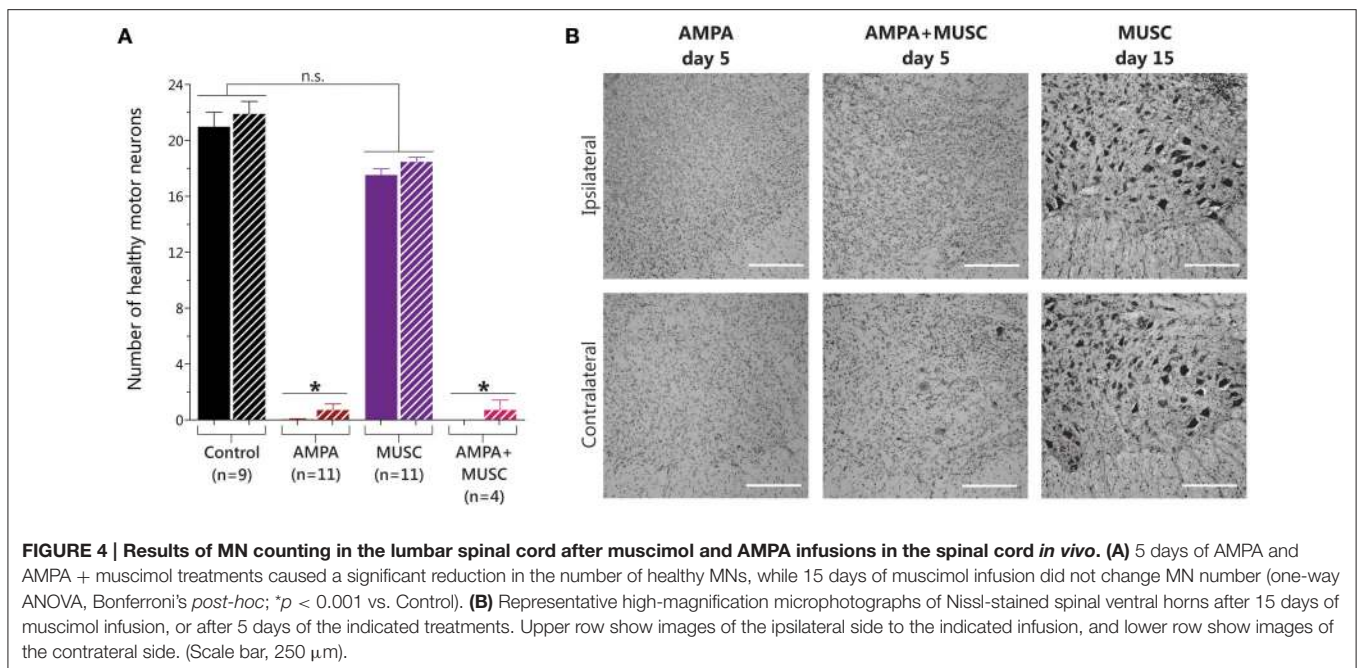 A
n.s.
24
20
16
12
8
4
0
Number of healthy motor neurons
*
*
Control
(n=9)
AMPA
(n=11)
MUSC
(n=11)
AMPA+
MUSC
(n=4)
B
AMPA
day 5
AMPA+MUSC
day 5
MUSC
day 15
Ipsilateral
Contralateral
FIGURE 4 | Results of MN counting in the lumbar spinal cord after muscimol and AMPA infusions in the spinal cord in vivo. (A) 5 days of AMPA and
AMPA + muscimol treatments caused a significant reduction in the number of healthy MNs, while 15 days of muscimol infusion did not change MN number (one-way
ANOVA, Bonferroni's post-hoc; *p < 0.001 vs. Control). (B) Representative high-magnification microphotographs of Nissl-stained spinal ventral horns after 15 days of
muscimol infusion, or after 5 days of the indicated treatments. Upper row show images of the ipsilateral side to the indicated infusion, and lower row show images of
the contrateral side. (Scale bar, 250 μm).